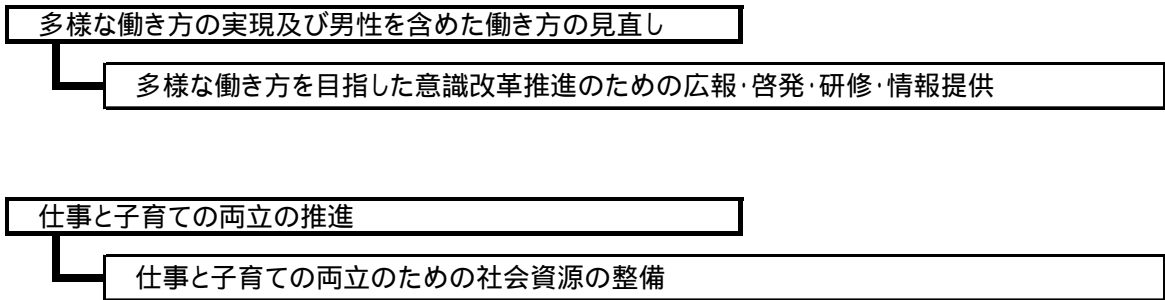 多様な働き方の実現及び男性を含めた働き方の見直し
多様な働き方を目指した意識改革推進のための広報・啓発・研修・情報提供
仕事と子育ての両立の推進
仕事と子育ての両立のための社会資源の整備